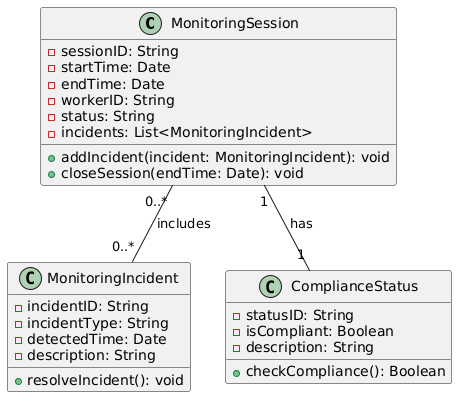 C MonitoringSession
sessionID: String
startTime: Date
endTime: Date
workerID: String
status: String
incidents: List<MonitoringIncident>
addIncident(incident: MonitoringIncident): void
closeSession(endTime: Date): void
0..* 1
includes has
0..* 1
C MonitoringIncident
incidentID: String
incidentType: String
detectedTime: Date
description: String
resolveIncident(): void
C ComplianceStatus
statusID: String
isCompliant: Boolean
description: String
checkCompliance(): Boolean